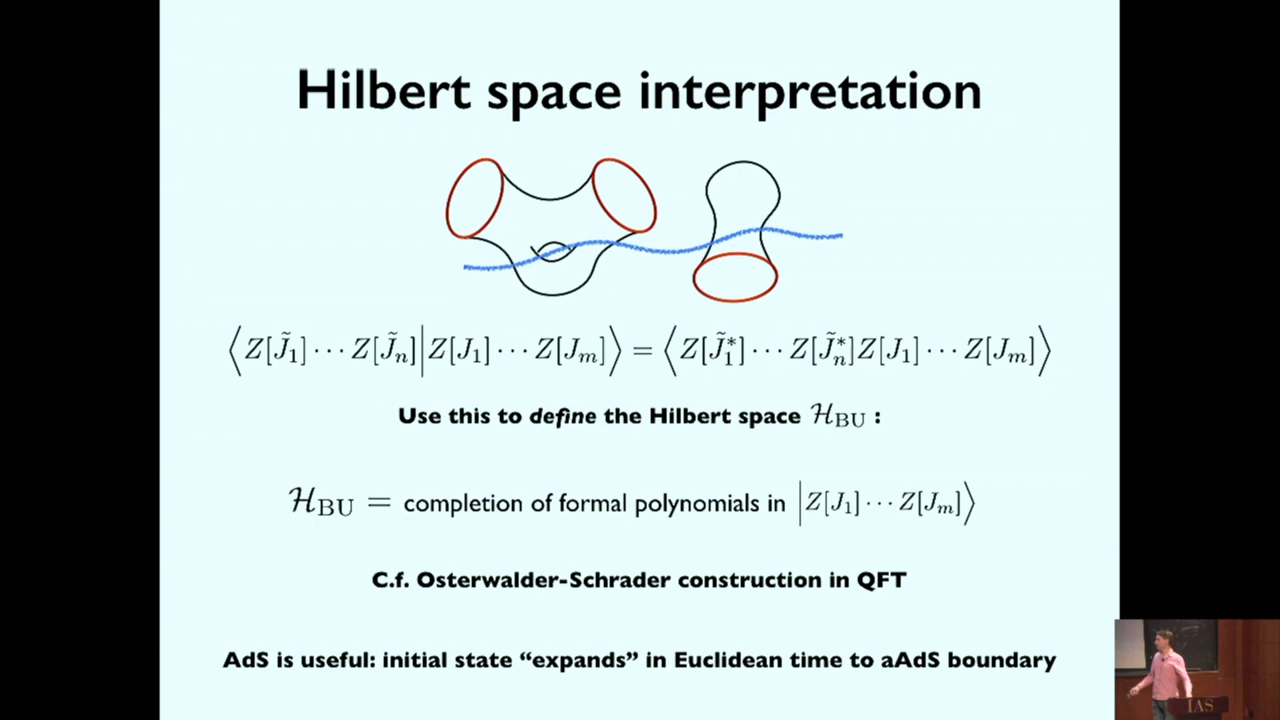 Hilbert space interpretation
⟨Z[J̃₁] ··· Z[J̃ₙ]|Z[J₁] ··· Z[Jₘ]⟩ = ⟨Z[J̃₁*] ··· Z[J̃ₙ*]Z[J₁] ··· Z[Jₘ]⟩
Use this to define the Hilbert space ℋ_BU :
ℋ_BU = completion of formal polynomials in |Z[J₁] ··· Z[Jₘ]⟩
C.f. Osterwalder-Schrader construction in QFT
AdS is useful: initial state “expands” in Euclidean time to aAdS boundary
IAS